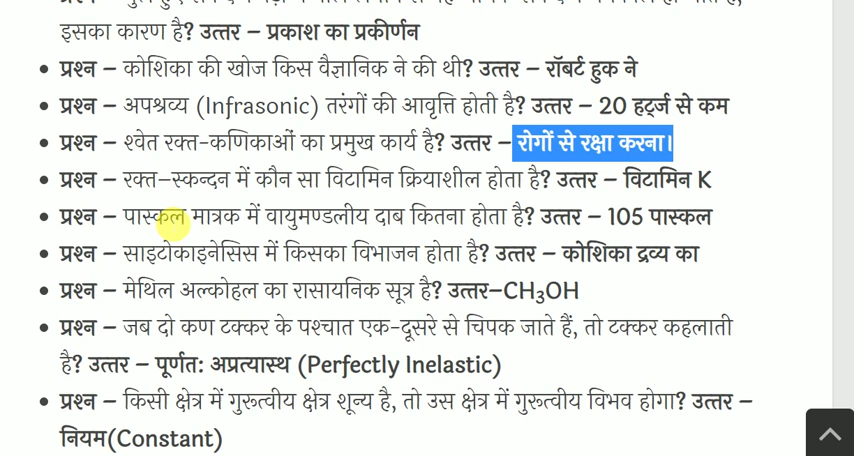 इसका कारण है? उत्तर – प्रकाश का प्रकीर्णन
प्रश्न – कोशिका की खोज किस वैज्ञानिक ने की थी? उत्तर – रॉबर्ट हुक ने
प्रश्न – अपश्रव्य (Infrasonic) तरंगों की आवृत्ति होती है? उत्तर – 20 हर्ट्ज से कम
प्रश्न – श्वेत रक्त-कणिकाओं का प्रमुख कार्य है? उत्तर – रोगों से रक्षा करना।
प्रश्न – रक्त–स्कन्दन में कौन सा विटामिन क्रियाशील होता है? उत्तर – विटामिन K
प्रश्न – पास्कल मात्रक में वायुमण्डलीय दाब कितना होता है? उत्तर – 105 पास्कल
प्रश्न – साइटोकाइनेसिस में किसका विभाजन होता है? उत्तर – कोशिका द्रव्य का
प्रश्न – मेथिल अल्कोहल का रासायनिक सूत्र है? उत्तर–CH₃OH
प्रश्न – जब दो कण टक्कर के पश्चात एक-दूसरे से चिपक जाते हैं, तो टक्कर कहलाती
है? उत्तर – पूर्णत: अप्रत्यास्थ (Perfectly Inelastic)
प्रश्न – किसी क्षेत्र में गुरूत्वीय क्षेत्र शून्य है, तो उस क्षेत्र में गुरूत्वीय विभव होगा? उत्तर –
नियम(Constant)